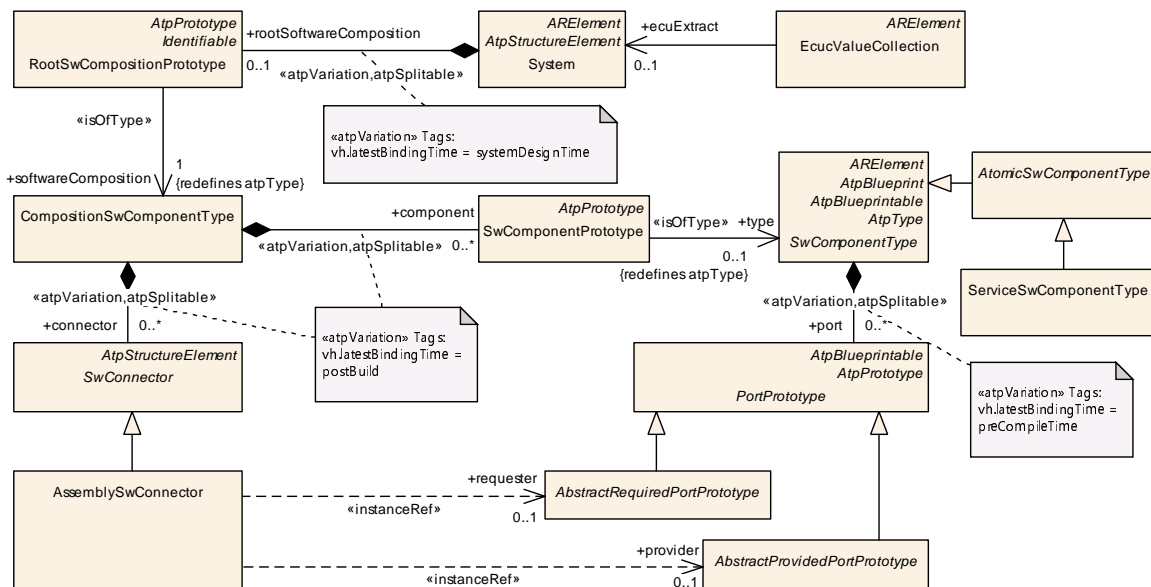 AtpPrototype
Identifiable
RootSwCompositionPrototype
+rootSoftwareComposition
0..1
«atpVariation,atpSplitable»
ARElement
AtpStructureElement
System
+ecuExtract
0..1
ARElement
EcucValueCollection
«atpVariation» Tags:
vh.latestBindingTime = systemDesignTime
«isOfType»
+softwareComposition
1
{redefines atpType}
CompositionSwComponentType
+component
«atpVariation,atpSplitable»
0..*
AtpPrototype
SwComponentPrototype
«isOfType»
+type
0..1
{redefines atpType}
ARElement
AtpBlueprint
AtpBlueprintable
AtpType
SwComponentType
AtomicSwComponentType
ServiceSwComponentType
«atpVariation,atpSplitable»
+connector
0..*
«atpVariation» Tags:
vh.latestBindingTime =
postBuild
«atpVariation,atpSplitable»
+port
0..*
AtpStructureElement
SwConnector
AtpBlueprintable
AtpPrototype
PortPrototype
«atpVariation» Tags:
vh.latestBindingTime =
preCompileTime
AssemblySwConnector
+requester
«instanceRef»
0..1
AbstractRequiredPortPrototype
+provider
«instanceRef»
0..1
AbstractProvidedPortPrototype